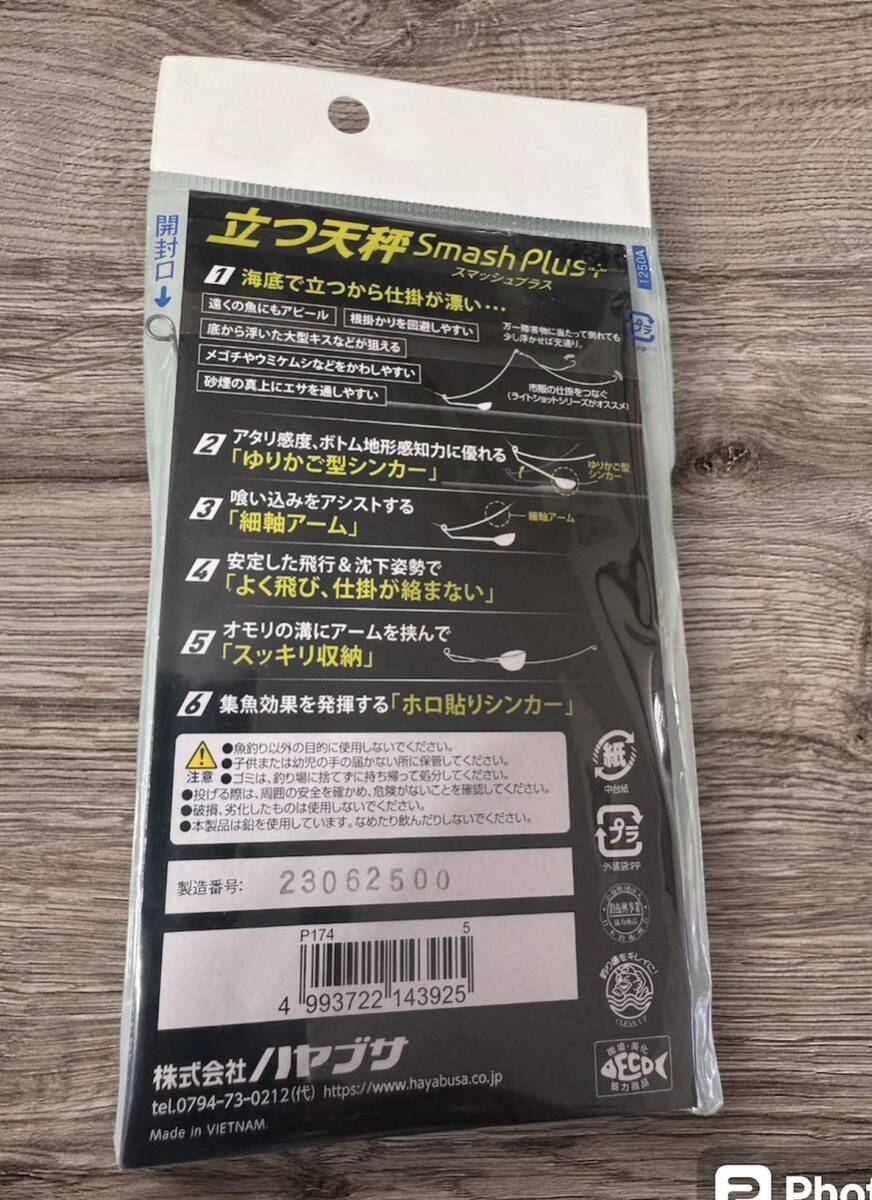 開封口
立つ天秤 Smash Plus+
スマッシュプラス
1250A
1 海底で立つから仕掛が漂い…
遠くの魚にもアピール
根掛かりを回避しやすい
底から浮いた大型キスなどが狙える
メゴチやウミケムシなどをかわしやすい
砂煙の真上にエサを通しやすい
万一障害物に当たって倒れても
少し浮かせば元通り。
市販の仕掛をつなぐ
(ライトショットシリーズがオススメ)
プラ
PP
2 アタリ感度、ボトム地形感知力に優れる
「ゆりかご型シンカー」
ゆりかご型
シンカー
3 喰い込みをアシストする
「細軸アーム」
細軸アーム
4 安定した飛行&沈下姿勢で
「よく飛び、仕掛が絡まない」
5 オモリの溝にアームを挟んで
「スッキリ収納」
6 集魚効果を発揮する「ホロ貼りシンカー」
注意
●魚釣り以外の目的に使用しないでください。
●子供または幼児の手の届かない所に保管してください。
●ゴミは、釣り場に捨てずに持ち帰って処分してください。
●投げる際は、周囲の安全を確かめ、危険がないことを確認してください。
●破損、劣化したものは使用しないでください。
●本製品は鉛を使用しています。なめたり飲んだりしないでください。
紙
中台紙
プラ
外装袋:PP
製造番号: 23062500
P174 5
4 993722 143925
釣り場をキレイに!
CLEAN UP
環境・美化
ECO
協力商品
株式会社ハヤブサ
tel.0794-73-0212(代) https://www.hayabusa.co.jp
Made in VIETNAM.